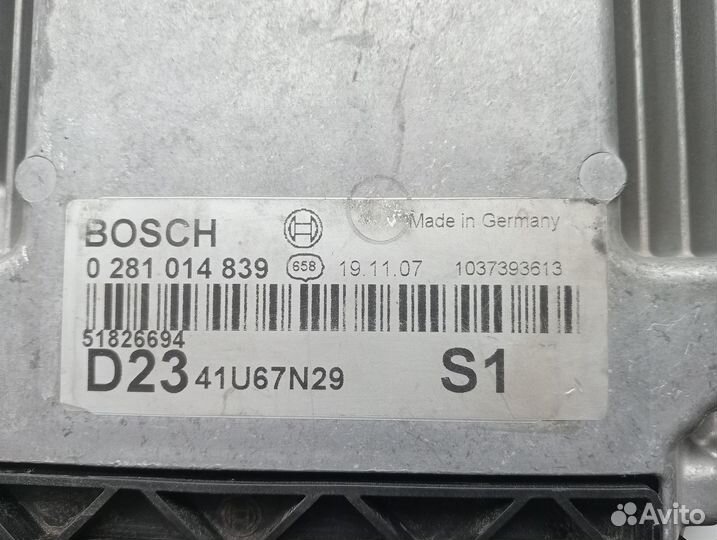 BOSCH
Made in Germany
0 281 014 839 658 19.11.07 1037393613
51826694
D23 41U67N29 S1
Avito